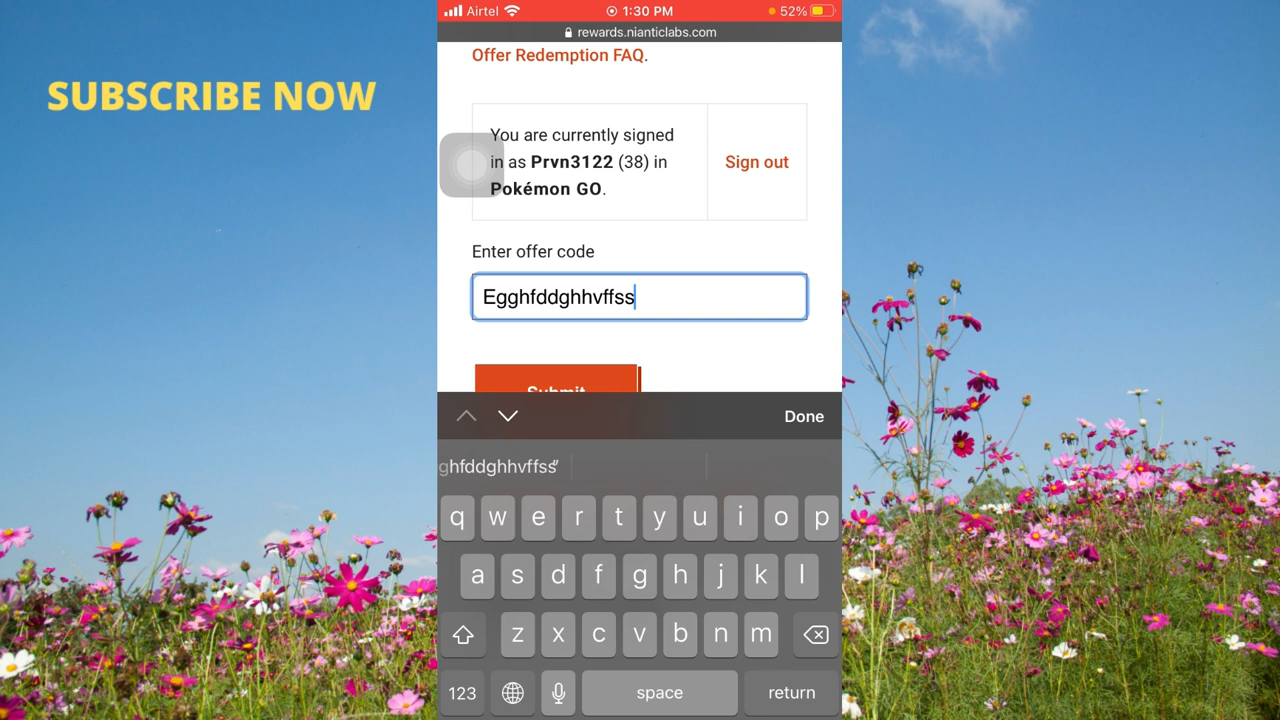 SUBSCRIBE NOW
Airtel 1:30 PM 52%
rewards.nianticlabs.com
Offer Redemption FAQ.
You are currently signed
in as Prvn3122 (38) in
Pokémon GO.
Sign out
Enter offer code
Egghfddghhvffss
Submit
Done
ghfddghhvffss"
q w e r t y u i o p
a s d f g h j k l
z x c v b n m
123 space return